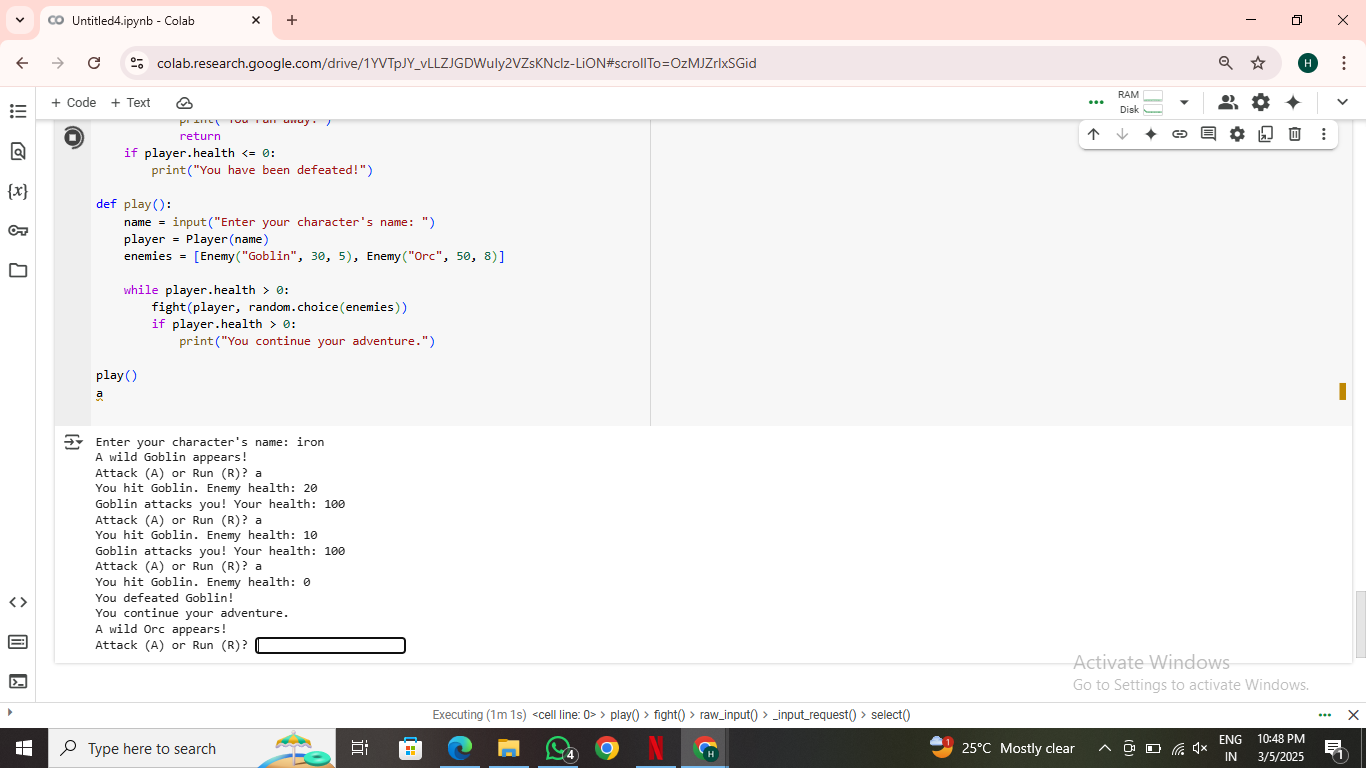 Untitled4.ipynb - Colab
colab.research.google.com/drive/1YVTpJY_vLLZJGDWuly2VZsKNclz-LiON#scrollTo=OzMJZrlxSGid
H
+ Code + Text
RAM
Disk
print("You ran away!")
return
if player.health <= 0:
print("You have been defeated!")
def play():
name = input("Enter your character's name: ")
player = Player(name)
enemies = [Enemy("Goblin", 30, 5), Enemy("Orc", 50, 8)]
while player.health > 0:
fight(player, random.choice(enemies))
if player.health > 0:
print("You continue your adventure.")
play()
a
{x}
Enter your character's name: iron
A wild Goblin appears!
Attack (A) or Run (R)? a
You hit Goblin. Enemy health: 20
Goblin attacks you! Your health: 100
Attack (A) or Run (R)? a
You hit Goblin. Enemy health: 10
Goblin attacks you! Your health: 100
Attack (A) or Run (R)? a
You hit Goblin. Enemy health: 0
You defeated Goblin!
You continue your adventure.
A wild Orc appears!
Attack (A) or Run (R)?
Activate Windows
Go to Settings to activate Windows.
Executing (1m 1s) <cell line: 0> > play() > fight() > raw_input() > _input_request() > select()
Type here to search
4
N
H
1
25°C Mostly clear
ENG
IN
10:48 PM
3/5/2025
1